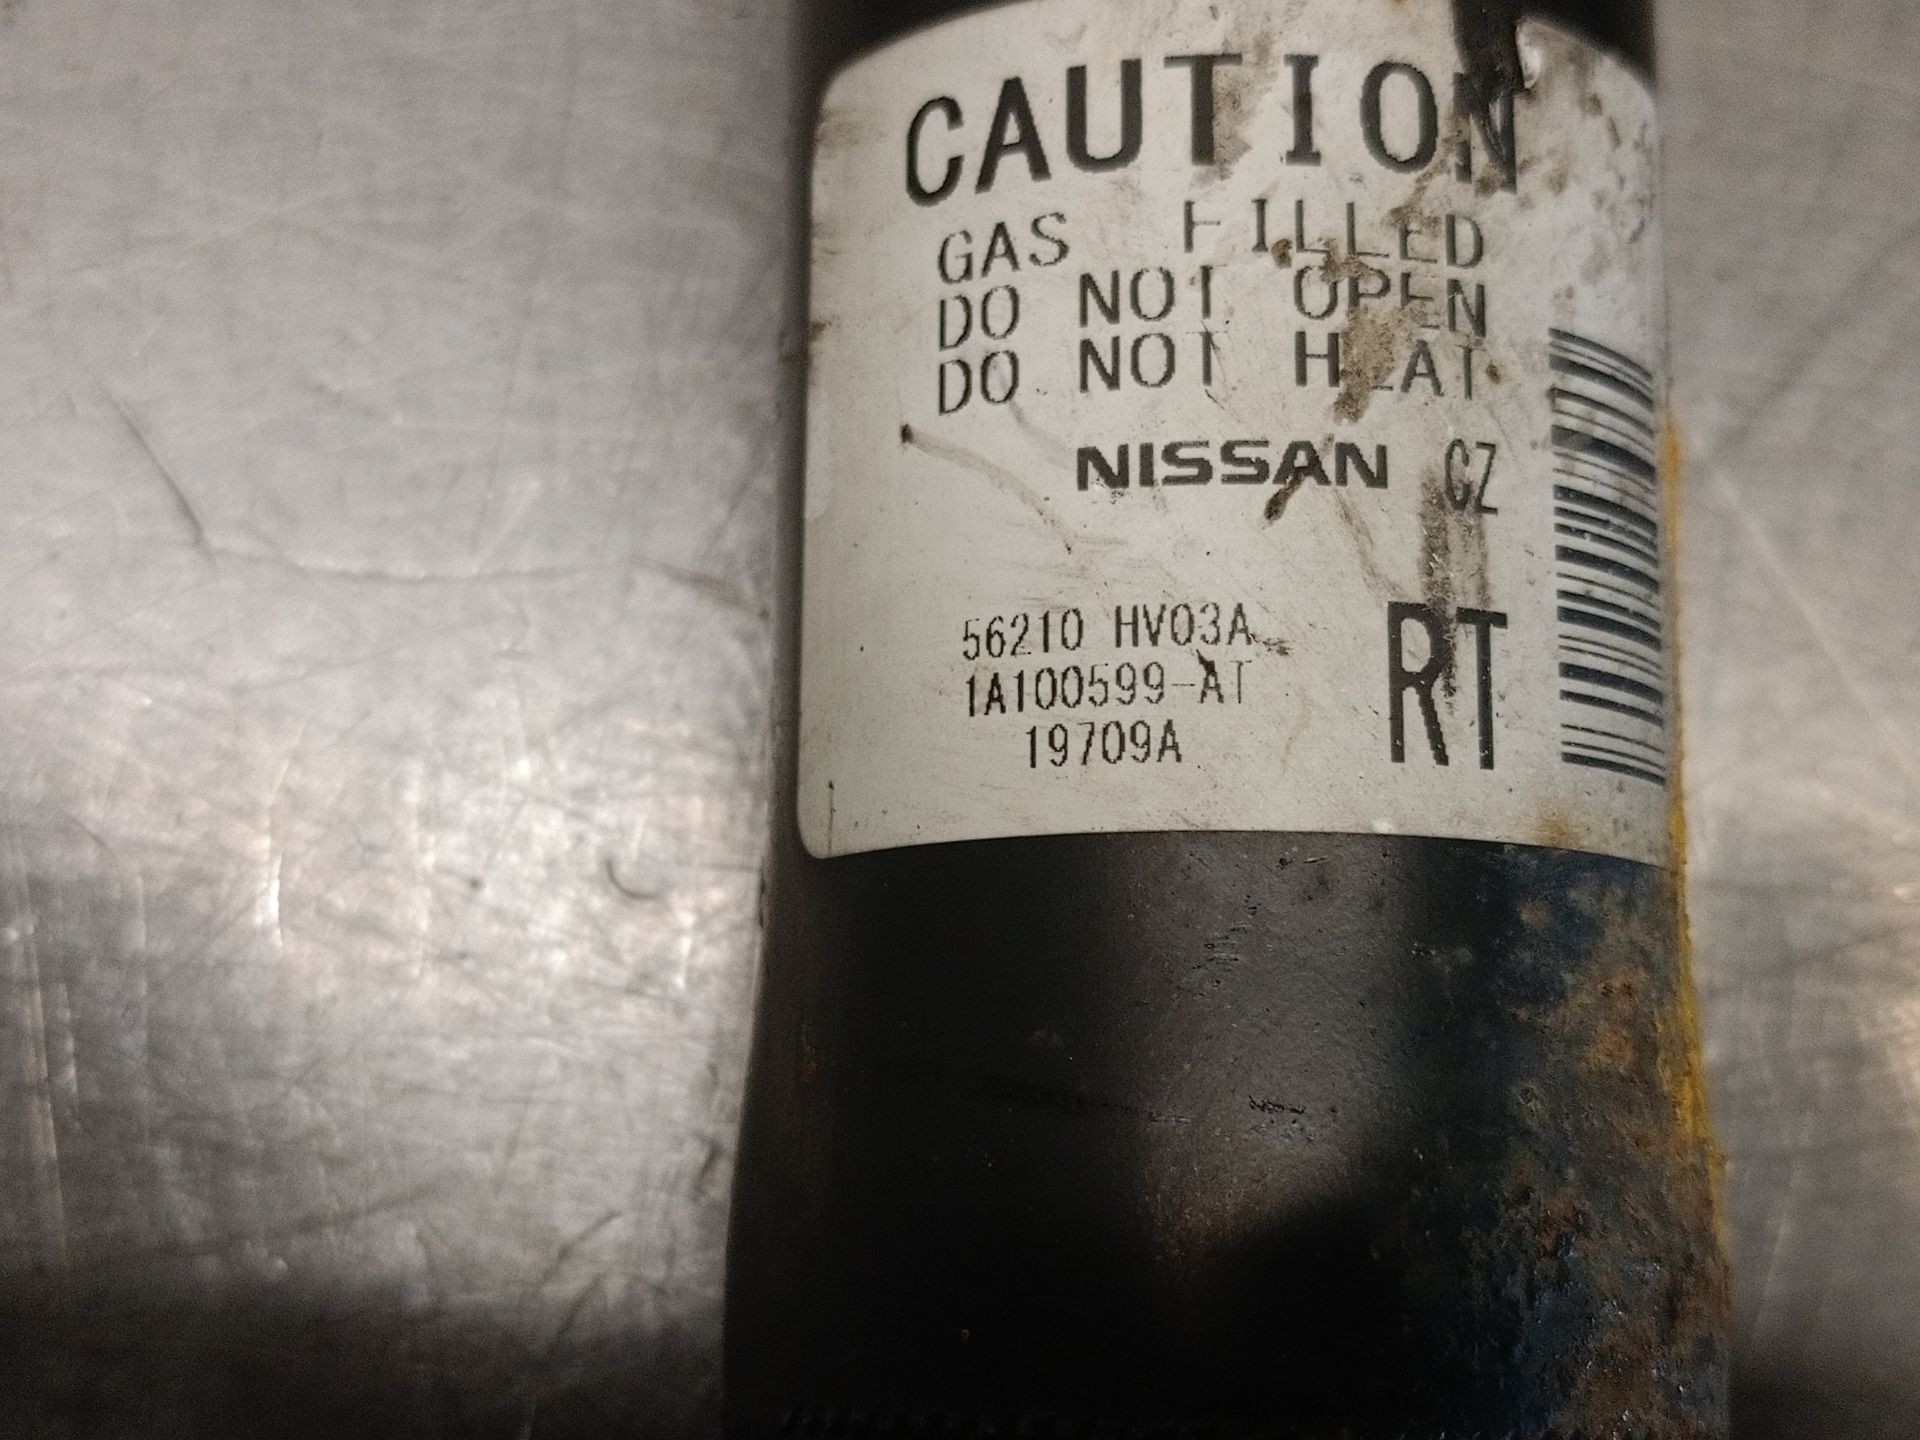 CAUTION
GAS FILLED
DO NOT OPEN
DO NOT HEAT
NISSAN CZ
56210 HV03A
1A100599-AT
19709A
RT